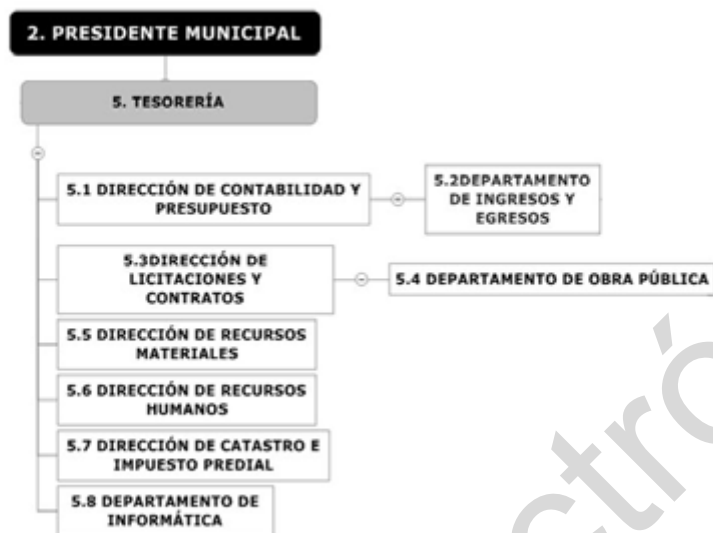 2. PRESIDENTE MUNICIPAL
5. TESORERÍA
5.1 DIRECCIÓN DE CONTABILIDAD Y
PRESUPUESTO
5.2DEPARTAMENTO
DE INGRESOS Y
EGRESOS
5.3DIRECCIÓN DE
LICITACIONES Y
CONTRATOS
5.4 DEPARTAMENTO DE OBRA PÚBLICA
5.5 DIRECCIÓN DE RECURSOS
MATERIALES
5.6 DIRECCIÓN DE RECURSOS
HUMANOS
5.7 DIRECCIÓN DE CATASTRO E
IMPUESTO PREDIAL
5.8 DEPARTAMENTO DE
INFORMÁTICA